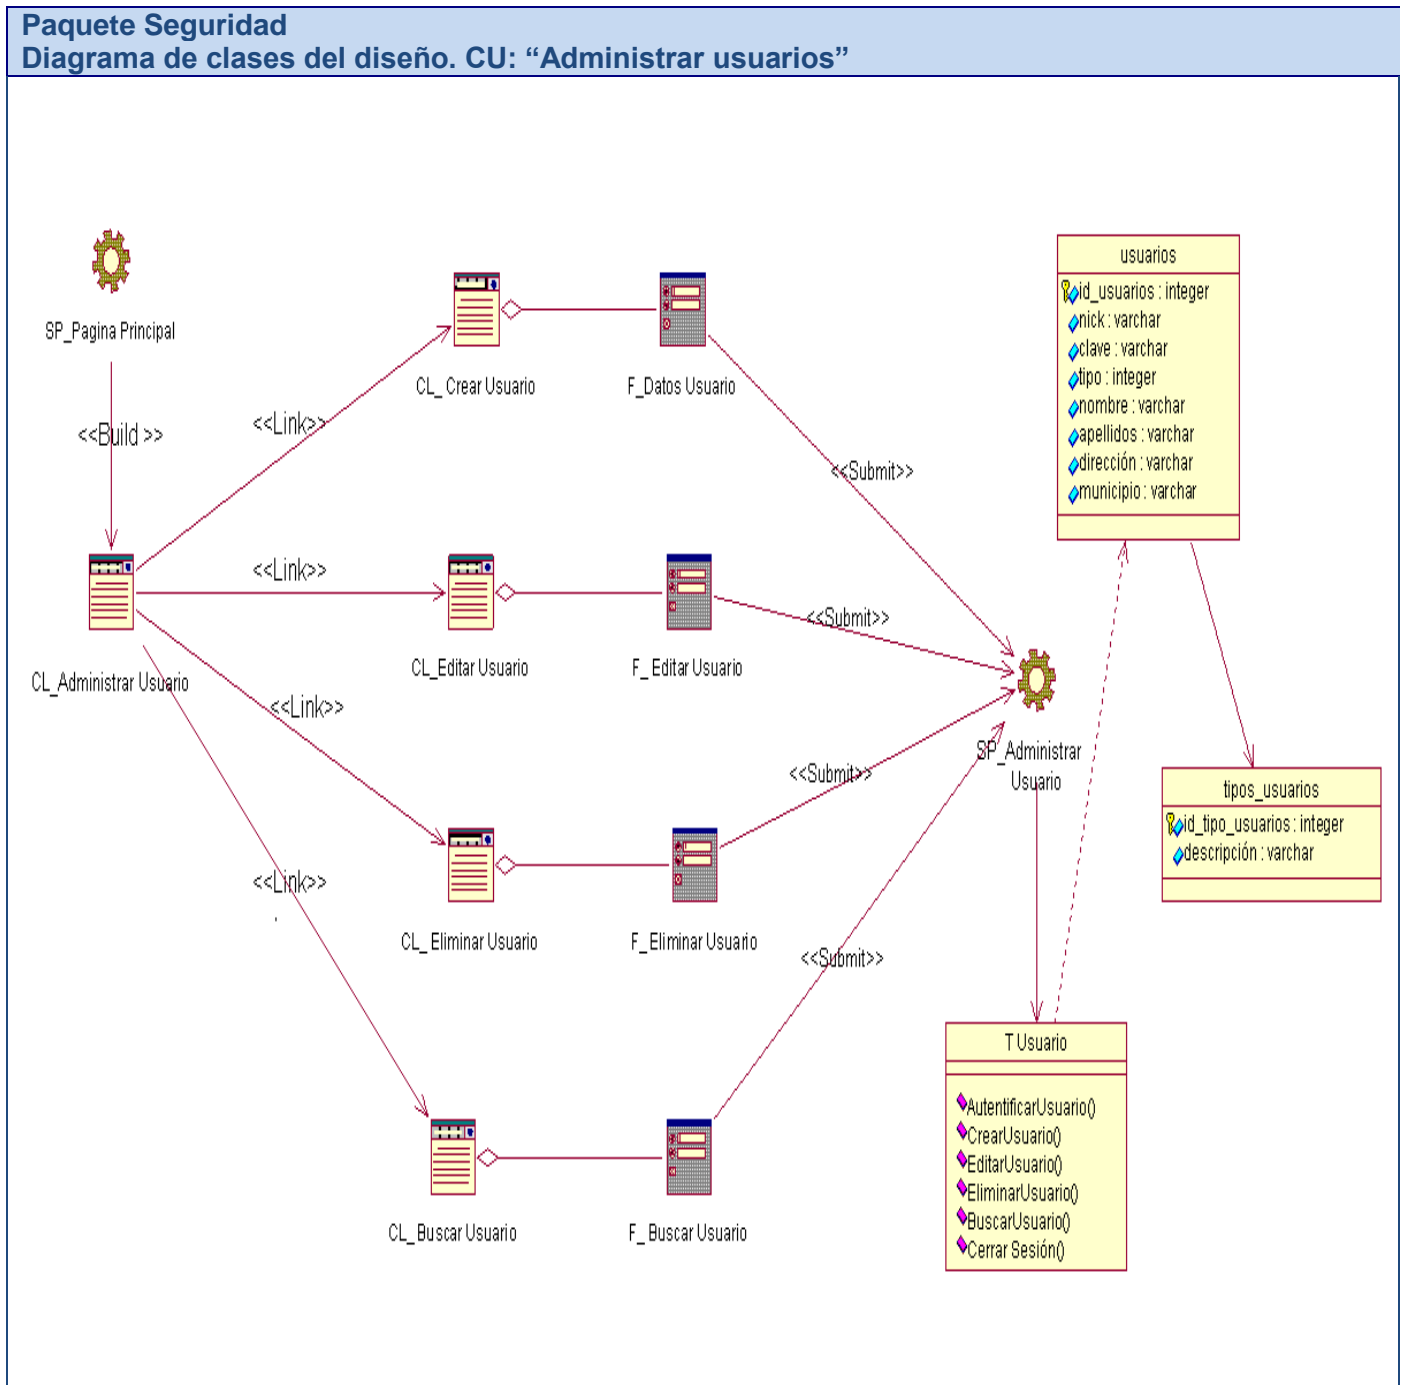 Paquete Seguridad
Diagrama de clases del diseño. CU: “Administrar usuarios”
SP_Pagina Principal
<<Build >>
CL_Administrar Usuario
<<Link>>
<<Link>>
<<Link>>
<<Link>>
CL_ Crear Usuario
F_Datos Usuario
CL_Editar Usuario
F_ Editar Usuario
CL_ Eliminar Usuario
F_ Eliminar Usuario
CL_ Buscar Usuario
F_ Buscar Usuario
<<Submit>>
<<Submit>>
<<Submit>>
<<Submit>>
SP_Administrar
Usuario
usuarios
id_usuarios : integer
nick : varchar
clave : varchar
tipo : integer
nombre : varchar
apellidos : varchar
dirección : varchar
municipio : varchar
tipos_usuarios
id_tipo_usuarios : integer
descripción : varchar
T Usuario
AutentificarUsuario()
CrearUsuario()
EditarUsuario()
EliminarUsuario()
BuscarUsuario()
Cerrar Sesión()